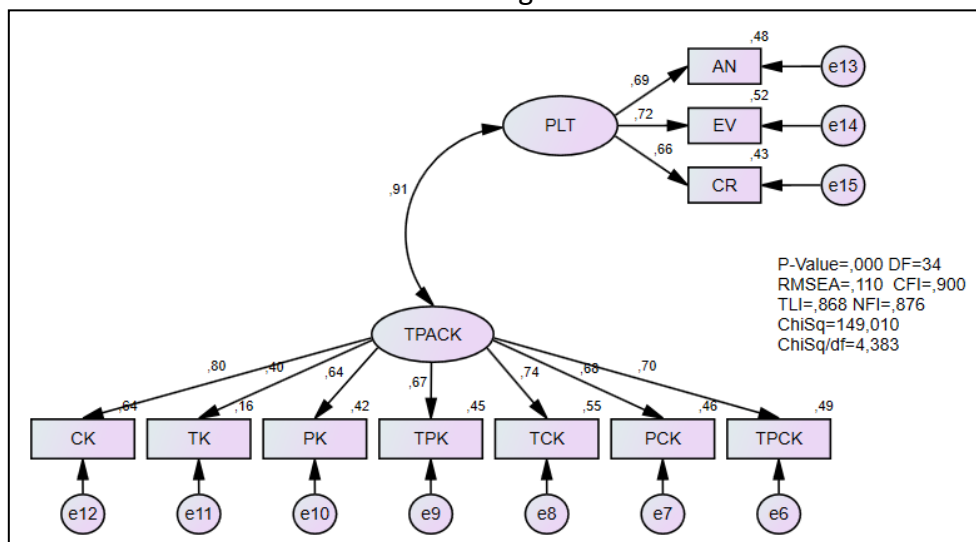 ,48
AN
e13
,69
,52
PLT
,72
EV
e14
,66
,43
CR
e15
,91
P-Value=,000 DF=34
RMSEA=,110 CFI=,900
TLI=,868 NFI=,876
ChiSq=149,010
ChiSq/df=4,383
TPACK
,80
,40
,64
,67
,74
,68
,70
,64
,16
,42
,45
,55
,46
,49
CK
TK
PK
TPK
TCK
PCK
TPCK
e12
e11
e10
e9
e8
e7
e6